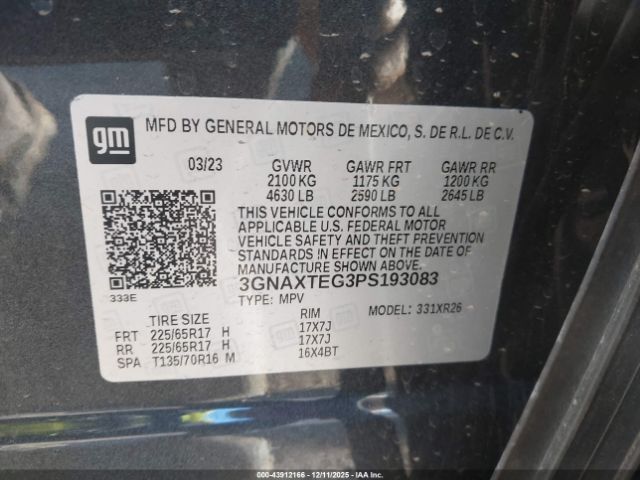 gm
MFD BY GENERAL MOTORS DE MEXICO, S. DE R.L. DE C.V.
03/23 GVWR GAWR FRT GAWR RR
2100 KG 1175 KG 1200 KG
4630 LB 2590 LB 2645 LB
THIS VEHICLE CONFORMS TO ALL
APPLICABLE U.S. FEDERAL MOTOR
VEHICLE SAFETY AND THEFT PREVENTION
STANDARDS IN EFFECT ON THE DATE OF
MANUFACTURE SHOWN ABOVE.
3GNAXTEG3PS193083
333E TYPE: MPV MODEL: 331XR26
TIRE SIZE RIM
FRT 225/65R17 H 17X7J
RR 225/65R17 H 17X7J
SPA T135/70R16 M 16X4BT
000-43912166 - 12/11/2025 - IAAI.COM